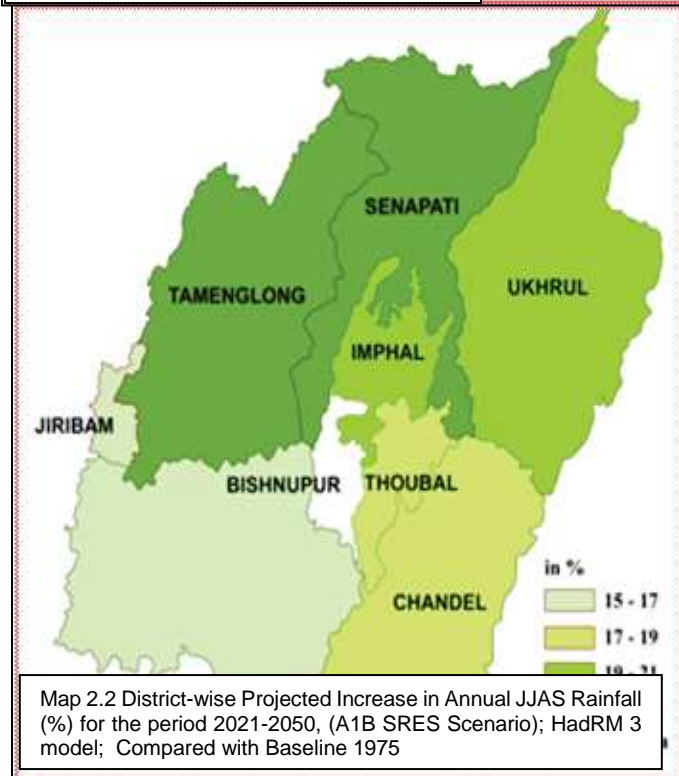 SENAPATI
UKHRUL
TAMENGLONG
IMPHAL
JIRIBAM
BISHNUPUR
THOUBAL
in %
15 - 17
17 - 19
CHANDEL
19 - 21
Map 2.2 District-wise Projected Increase in Annual JJAS Rainfall
(%) for the period 2021-2050, (A1B SRES Scenario); HadRM 3
model; Compared with Baseline 1975